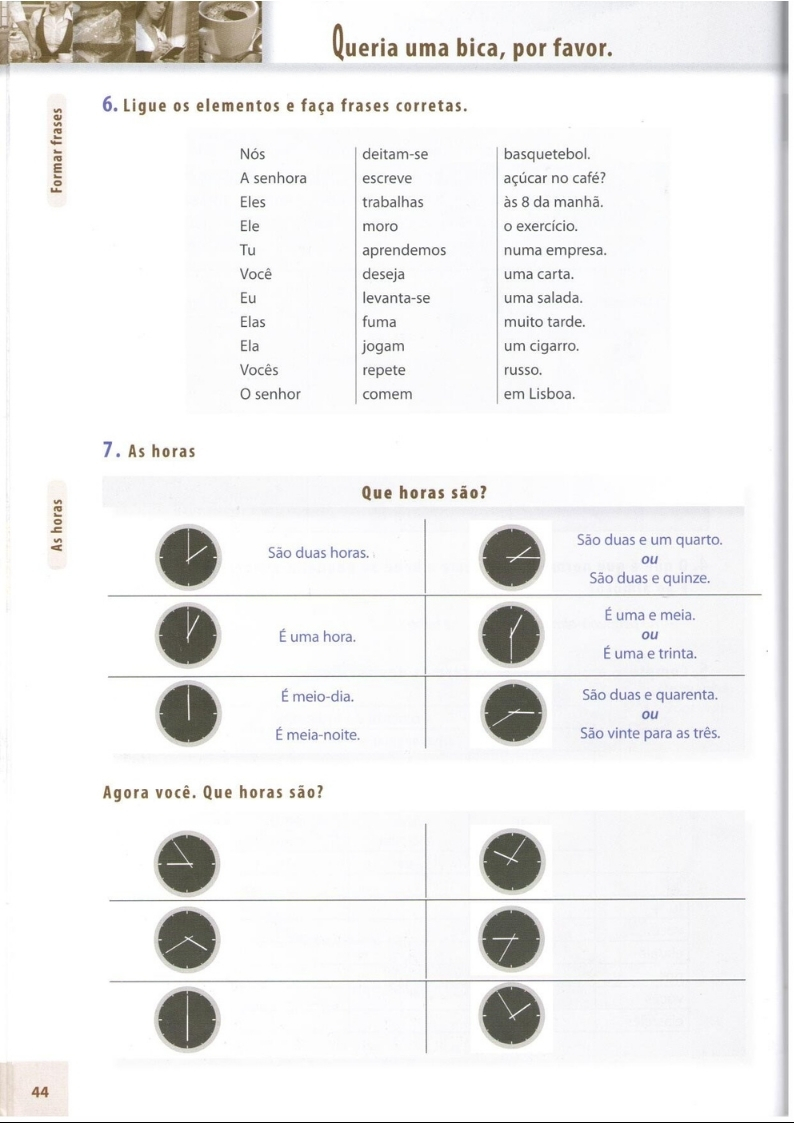 Queria uma bica, por favor.
Formar frases
6. Ligue os elementos e faça frases corretas.
Nós deitam-se basquetebol.
A senhora escreve açúcar no café?
Eles trabalhas às 8 da manhã.
Ele moro o exercício.
Tu aprendemos numa empresa.
Você deseja uma carta.
Eu levanta-se uma salada.
Elas fuma muito tarde.
Ela jogam um cigarro.
Vocês repete russo.
O senhor comem em Lisboa.
As horas
7. As horas
Que horas são?
São duas horas.
São duas e um quarto.
ou
São duas e quinze.
É uma hora.
É uma e meia.
ou
É uma e trinta.
É meio-dia.
É meia-noite.
São duas e quarenta.
ou
São vinte para as três.
Agora você. Que horas são?
44